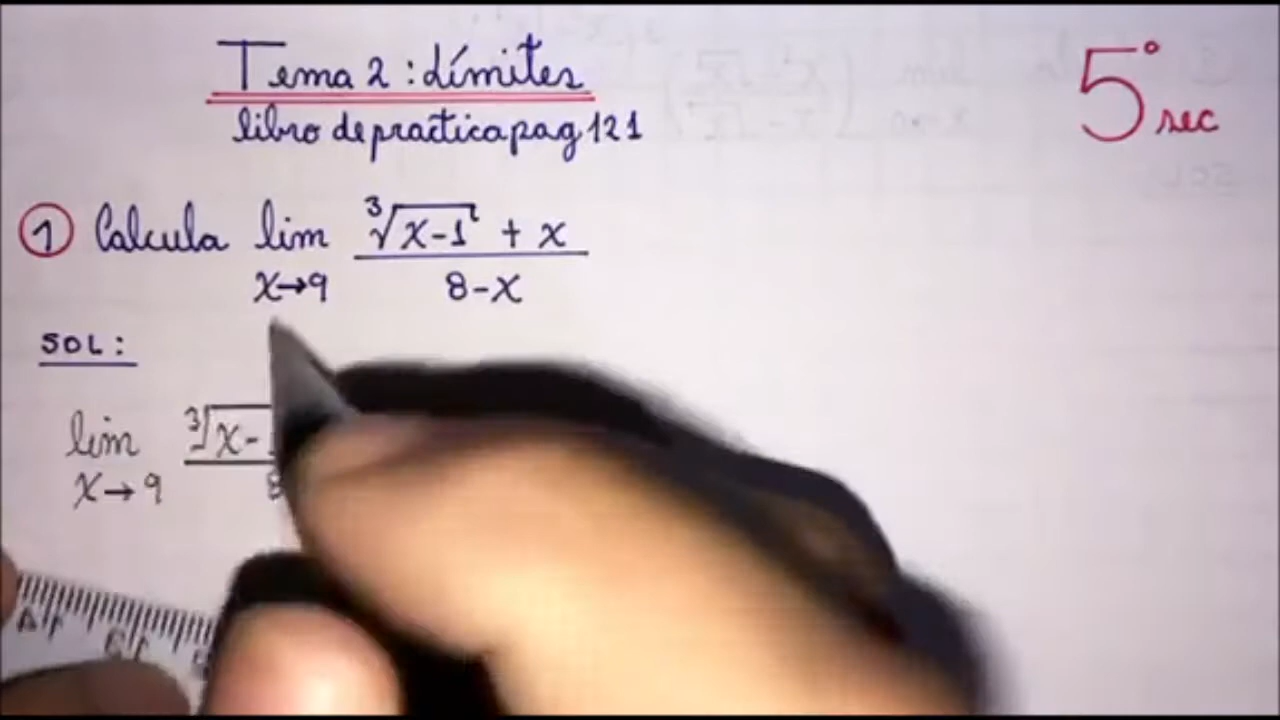 Tema 2 : Límites
libro de practica pag 121
5° sec
1 Calcula lim ∛(x-1) + x
x→9 8-x
SOL:
lim ∛x-
x→9 8